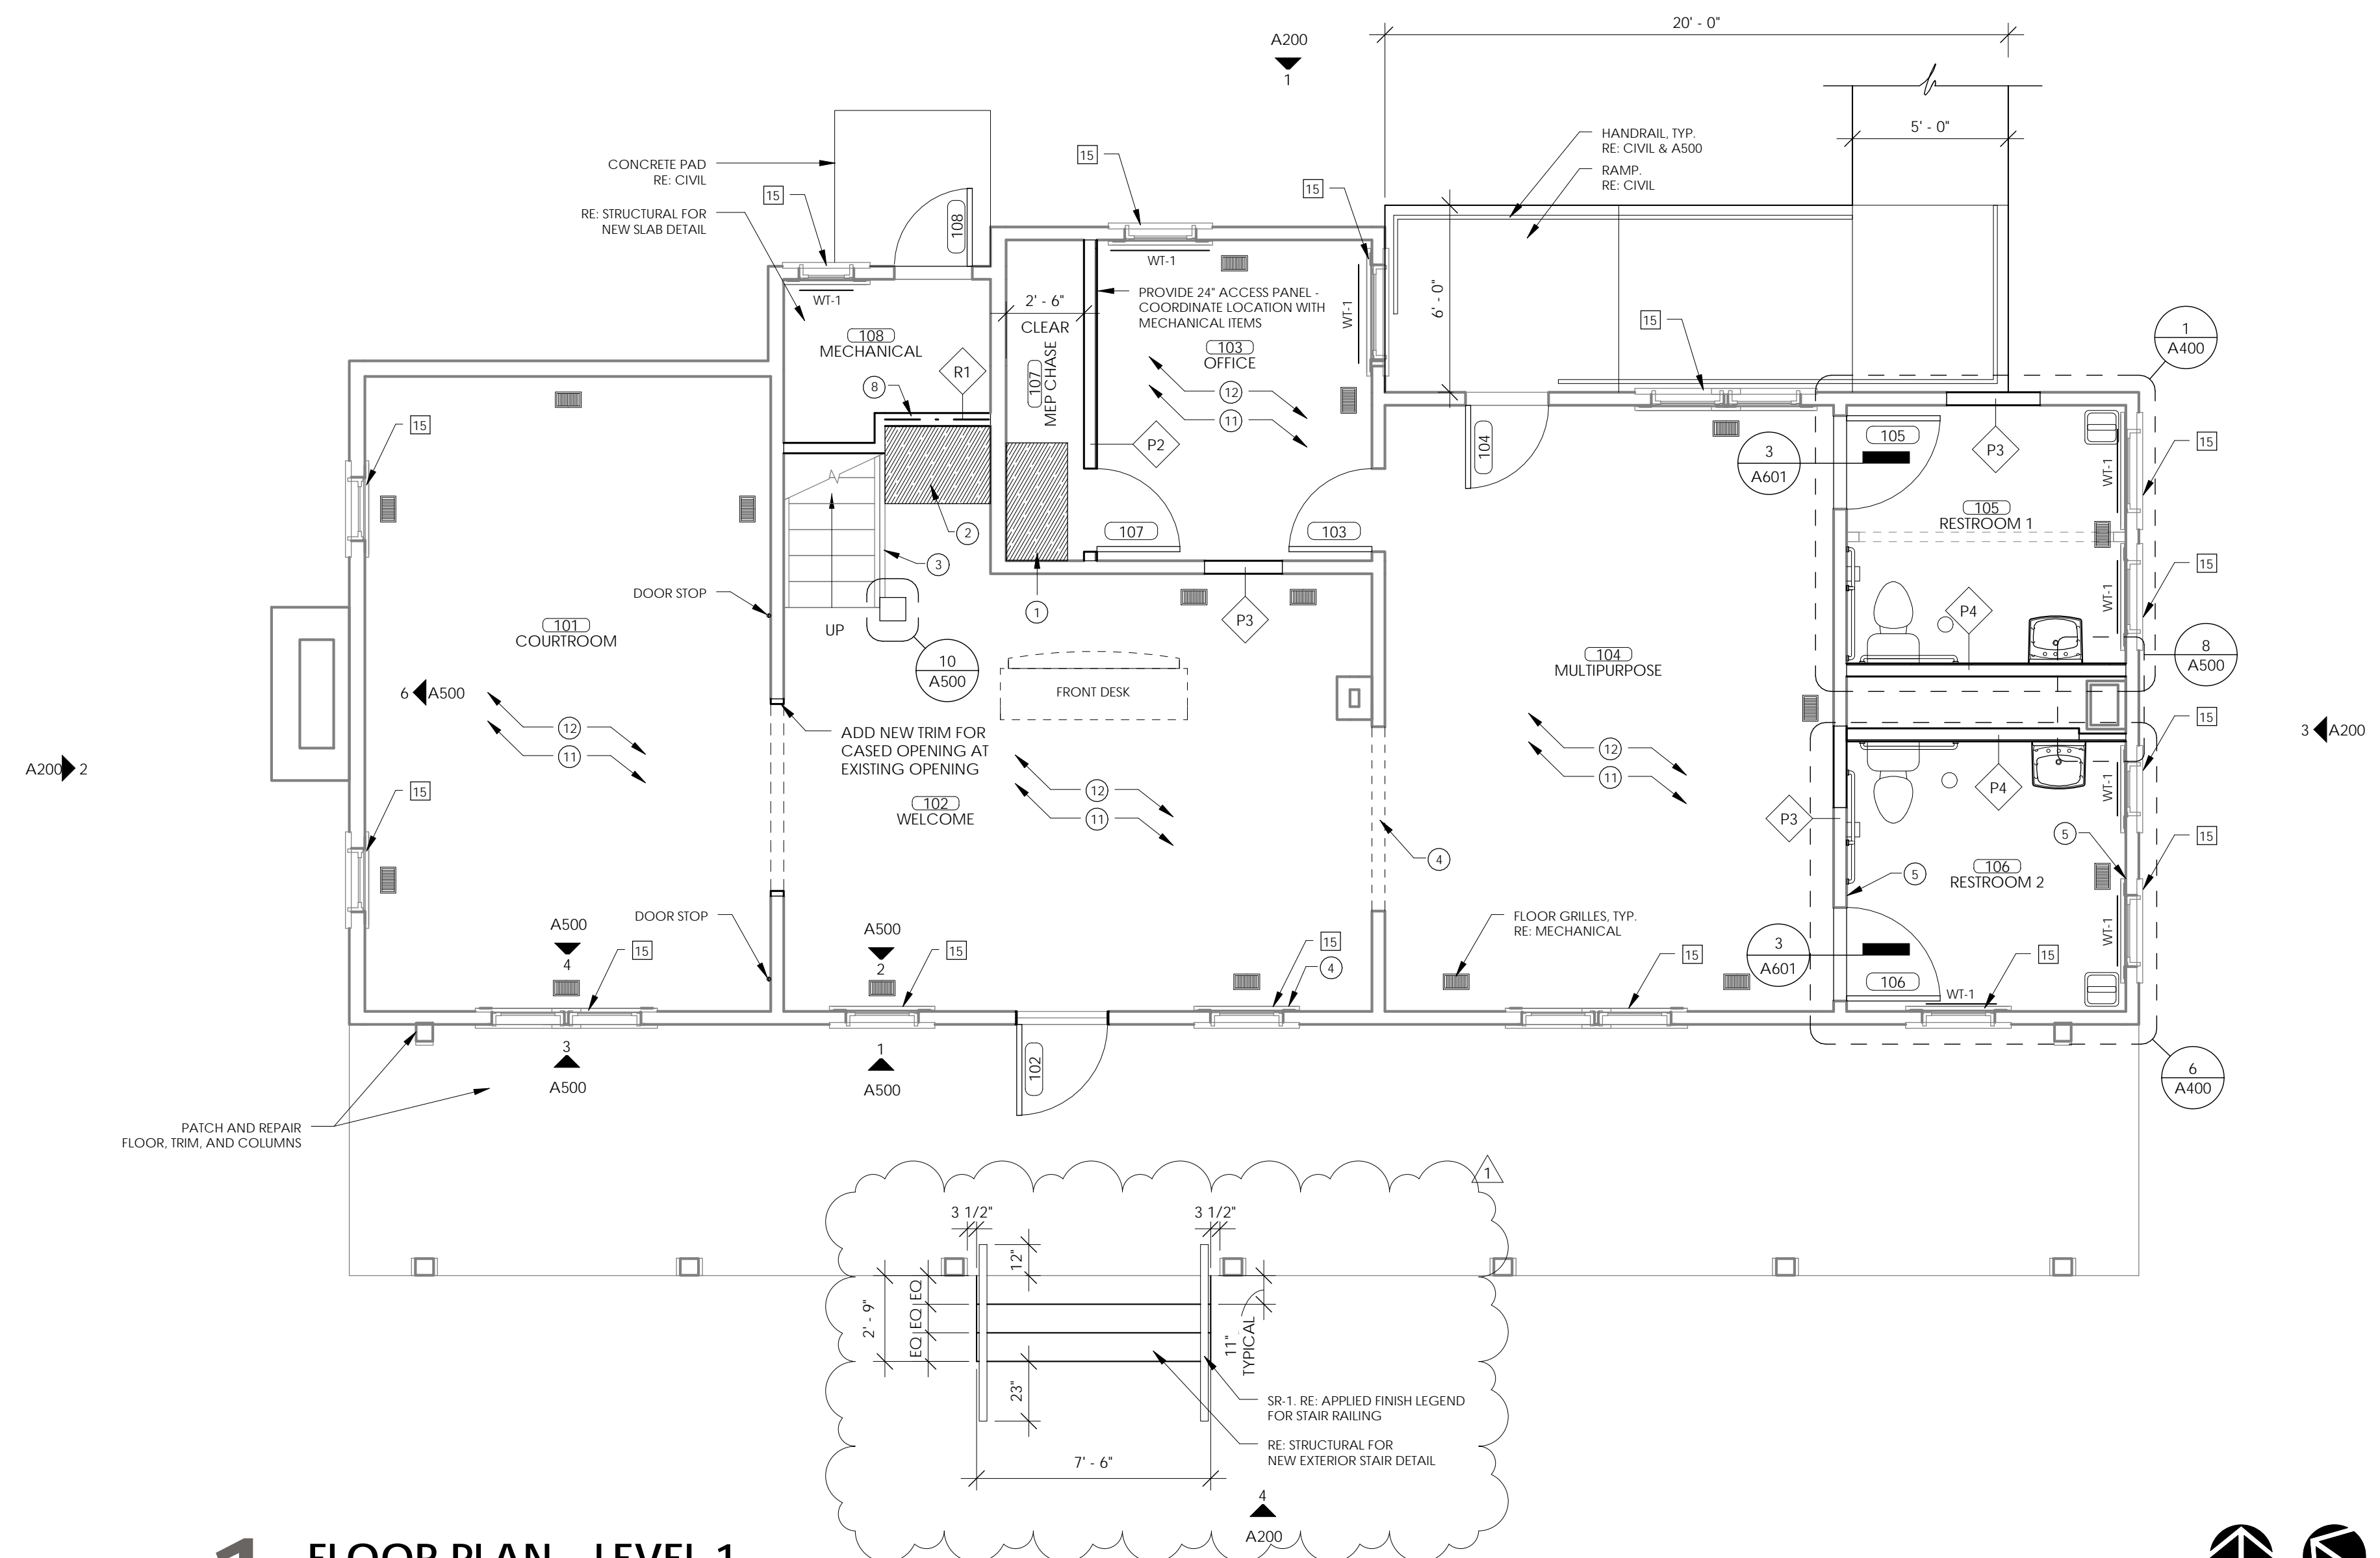 20' - 0"
A200
1
5' - 0"
HANDRAIL, TYP.
RE: CIVIL & A500
RAMP.
RE: CIVIL
CONCRETE PAD
RE: CIVIL
15
15
15
RE: STRUCTURAL FOR
NEW SLAB DETAIL
108
WT-1
WT-1
2' - 6"
CLEAR
PROVIDE 24" ACCESS PANEL -
COORDINATE LOCATION WITH
MECHANICAL ITEMS
WT-1
6' - 0"
15
1
A400
108
MECHANICAL
R1
8
107
MEP CHASE
103
OFFICE
12
11
P2
15
104
3
A601
105
P3
WT-1
15
105
RESTROOM 1
2
3
107
103
DOOR STOP
1
P3
P4
WT-1
15
101
COURTROOM
UP
10
A500
104
MULTIPURPOSE
8
A500
6
A500
FRONT DESK
12
11
ADD NEW TRIM FOR
CASED OPENING AT
EXISTING OPENING
12
11
12
11
15
3
A200
A200
2
15
102
WELCOME
P4
WT-1
P3
4
5
15
106
RESTROOM 2
5
DOOR STOP
A500
4
15
A500
2
15
15
4
FLOOR GRILLES, TYP.
RE: MECHANICAL
15
3
A601
106
WT-1
15
WT-1
3
A500
1
A500
102
6
A400
PATCH AND REPAIR
FLOOR, TRIM, AND COLUMNS
1
3 1/2"
3 1/2"
12"
2' - 9"
EQ
EQ
EQ
11"
TYPICAL
23"
SR-1. RE: APPLIED FINISH LEGEND
FOR STAIR RAILING
RE: STRUCTURAL FOR
NEW EXTERIOR STAIR DETAIL
7' - 6"
4
A200
1
FLOOR PLAN - LEVEL 1